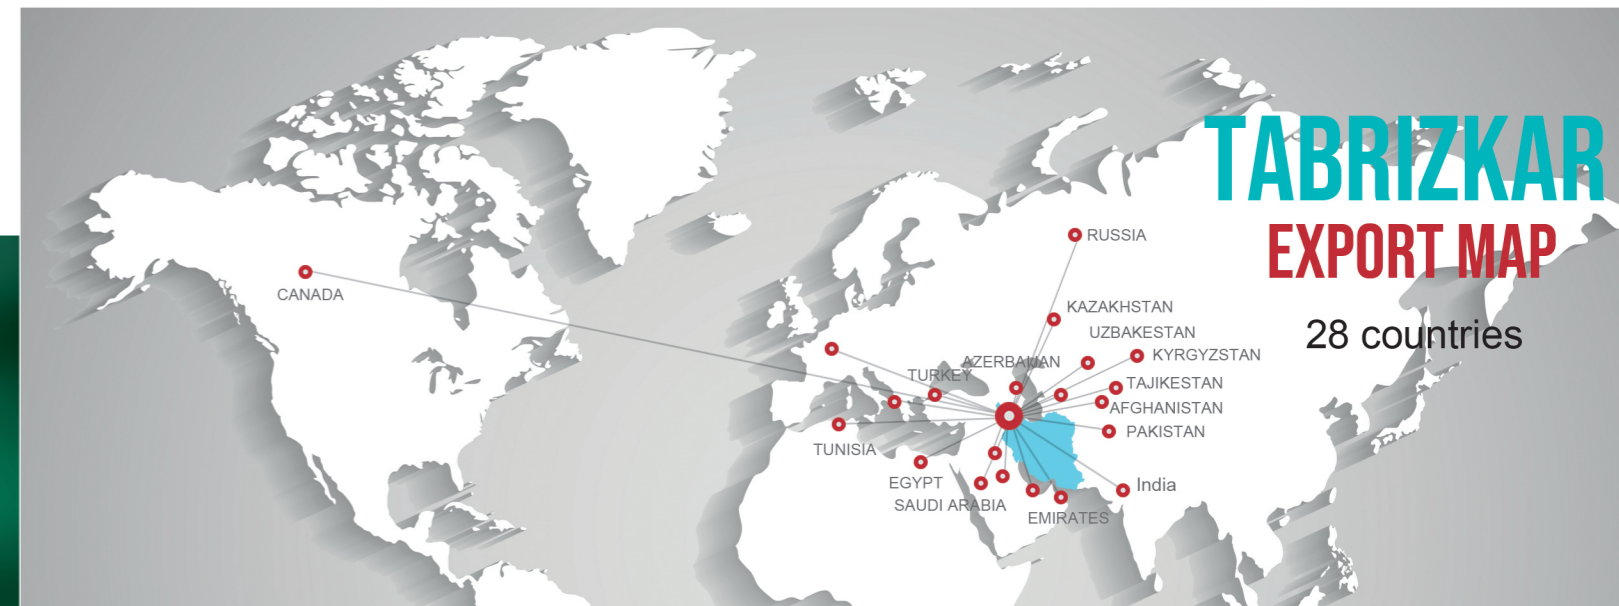 TABRIZKAR
EXPORT MAP
28 countries
RUSSIA
CANADA
KAZAKHSTAN
UZBAKESTAN
KYRGYZSTAN
AZERBAIJAN
TURKEY
TAJIKESTAN
AFGHANISTAN
PAKISTAN
TUNISIA
EGYPT
India
SAUDI ARABIA
EMIRATES